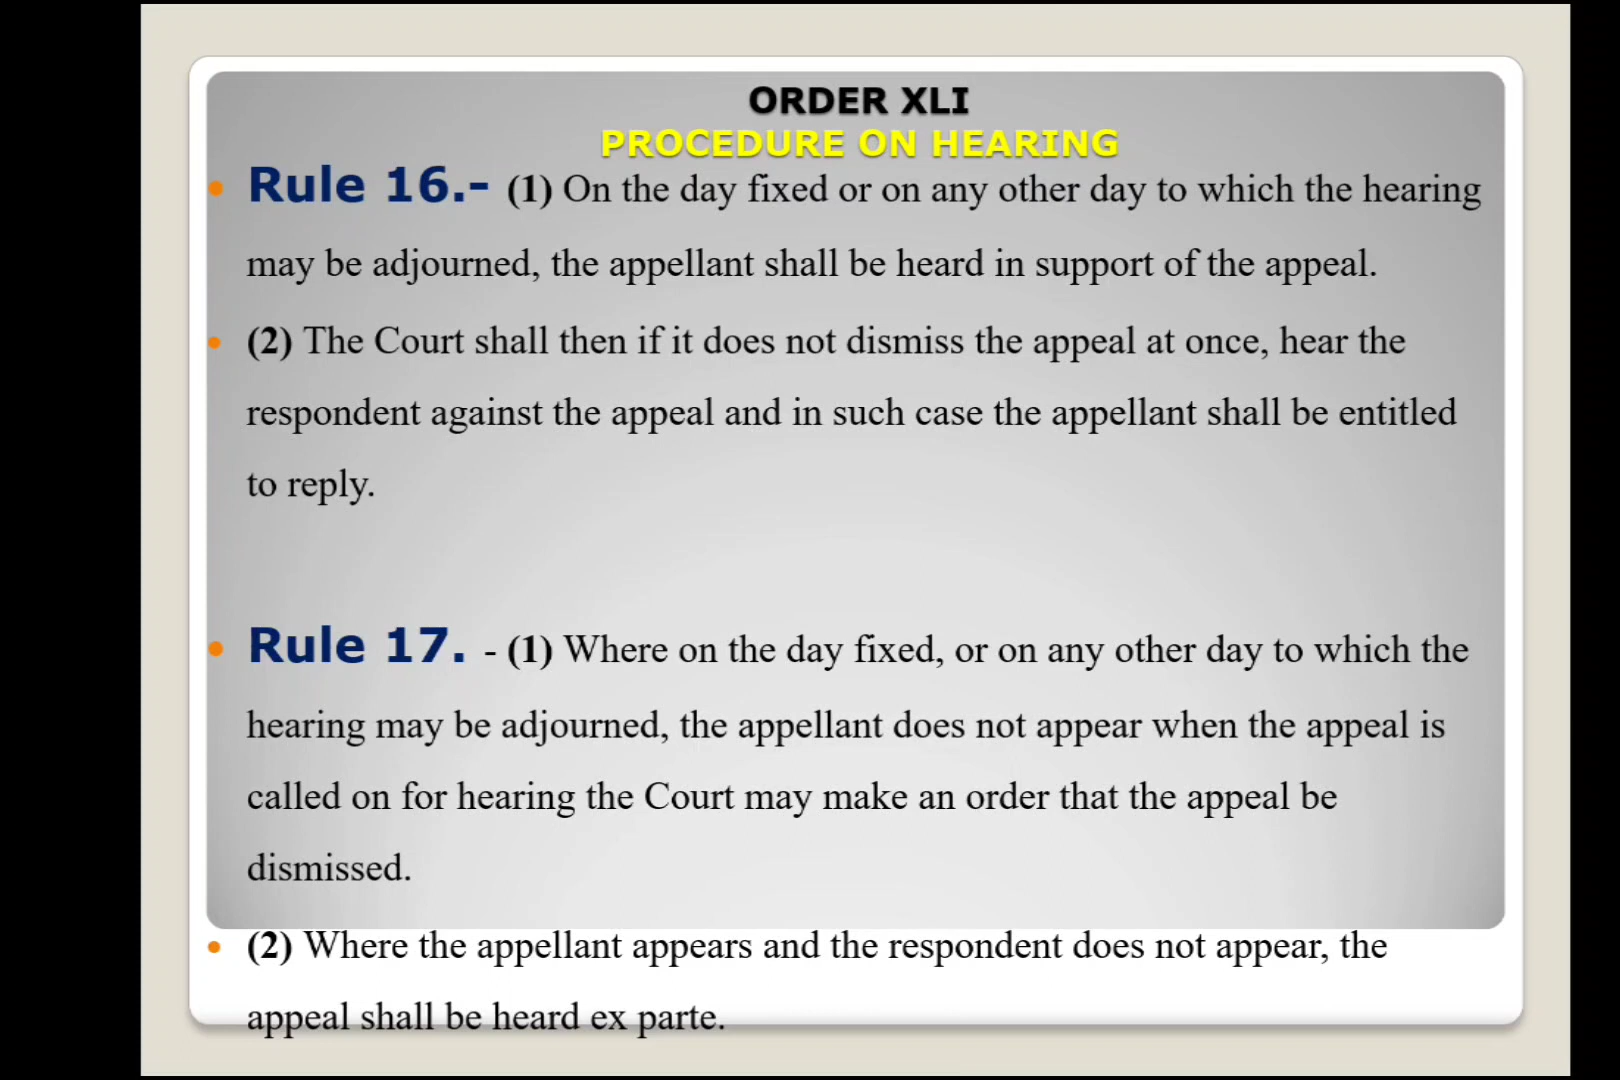 ORDER XLI
PROCEDURE ON HEARING
• Rule 16.- (1) On the day fixed or on any other day to which the hearing
may be adjourned, the appellant shall be heard in support of the appeal.
• (2) The Court shall then if it does not dismiss the appeal at once, hear the
respondent against the appeal and in such case the appellant shall be entitled
to reply.
• Rule 17. - (1) Where on the day fixed, or on any other day to which the
hearing may be adjourned, the appellant does not appear when the appeal is
called on for hearing the Court may make an order that the appeal be
dismissed.
• (2) Where the appellant appears and the respondent does not appear, the
appeal shall be heard ex parte.